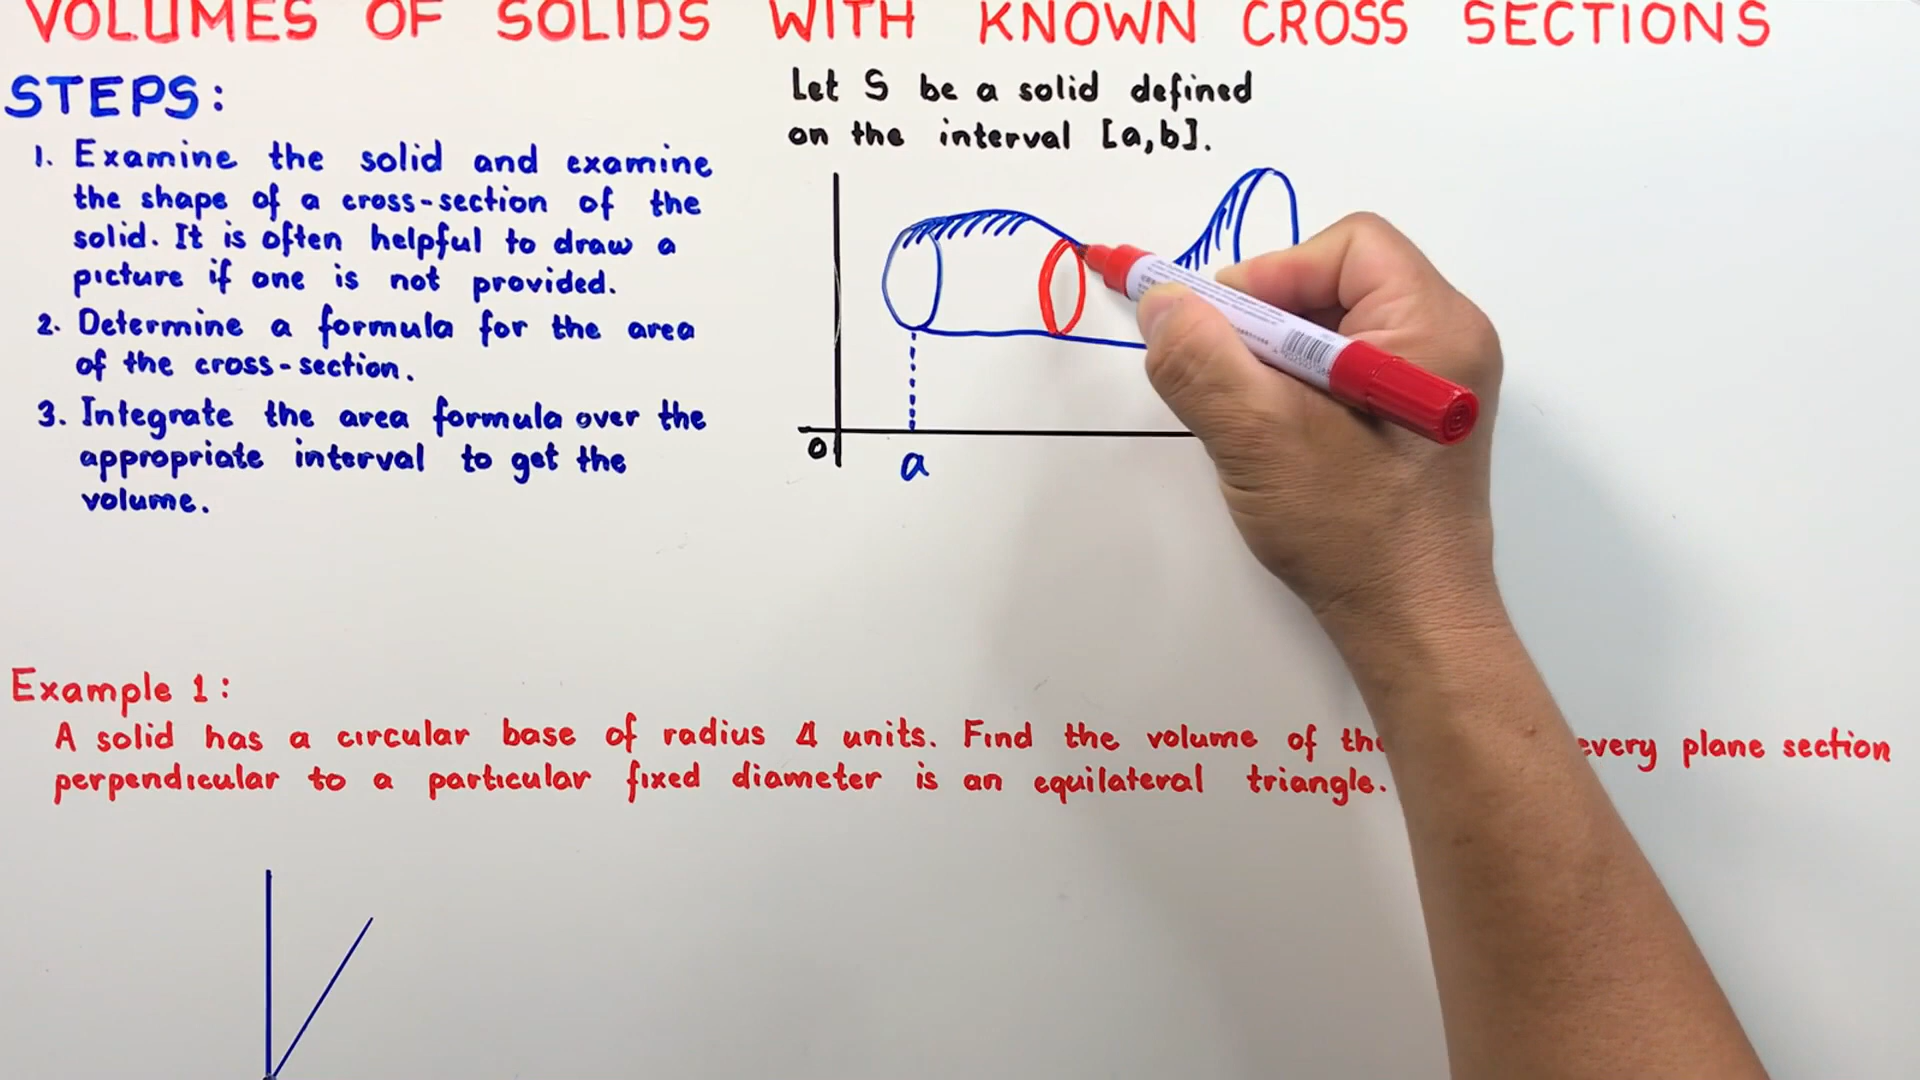 VOLUMES OF SOLIDS WITH KNOWN CROSS SECTIONS
STEPS:
1. Examine the solid and examine
the shape of a cross-section of the
solid. It is often helpful to draw a
picture if one is not provided.
2. Determine a formula for the area
of the cross-section.
3. Integrate the area formula over the
appropriate interval to get the
volume.
Let S be a solid defined
on the interval [a,b].
0
a
Example 1:
A solid has a circular base of radius 4 units. Find the volume of every plane section
perpendicular to a particular fixed diameter is an equilateral triangle.